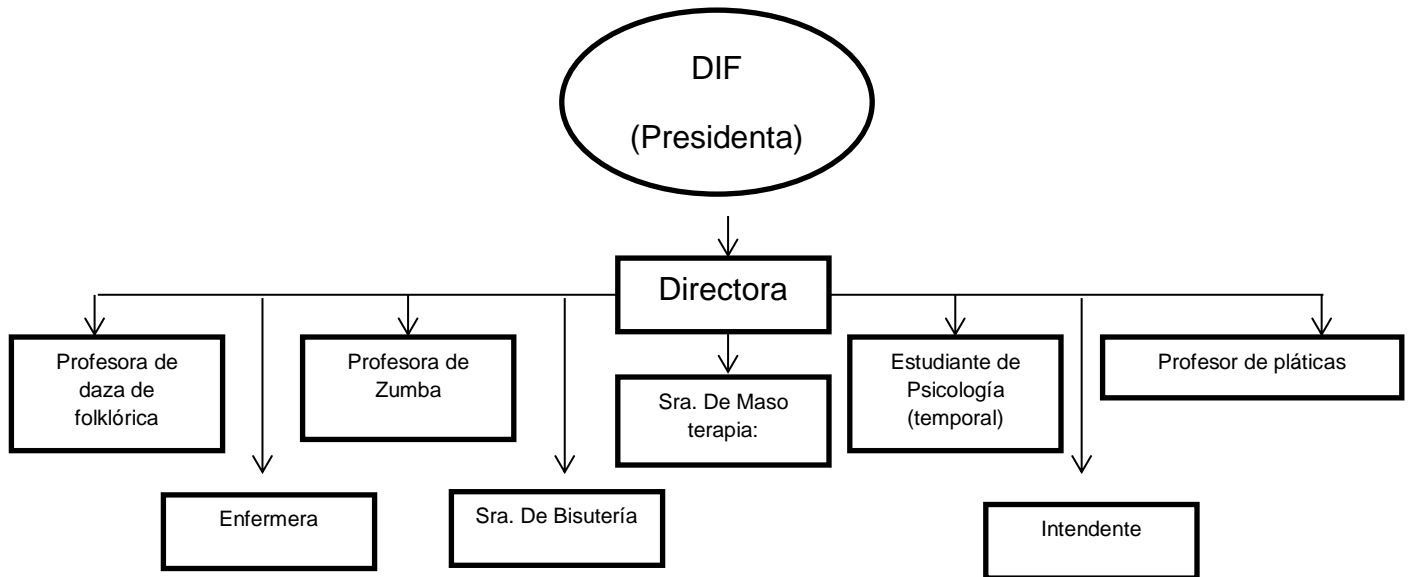 DIF
(Presidenta)
Directora
Profesora de
daza de
folklórica
Profesora de
Zumba
Sra. De Maso
terapia:
Estudiante de
Psicología
(temporal)
Profesor de pláticas
Enfermera
Sra. De Bisutería
Intendente